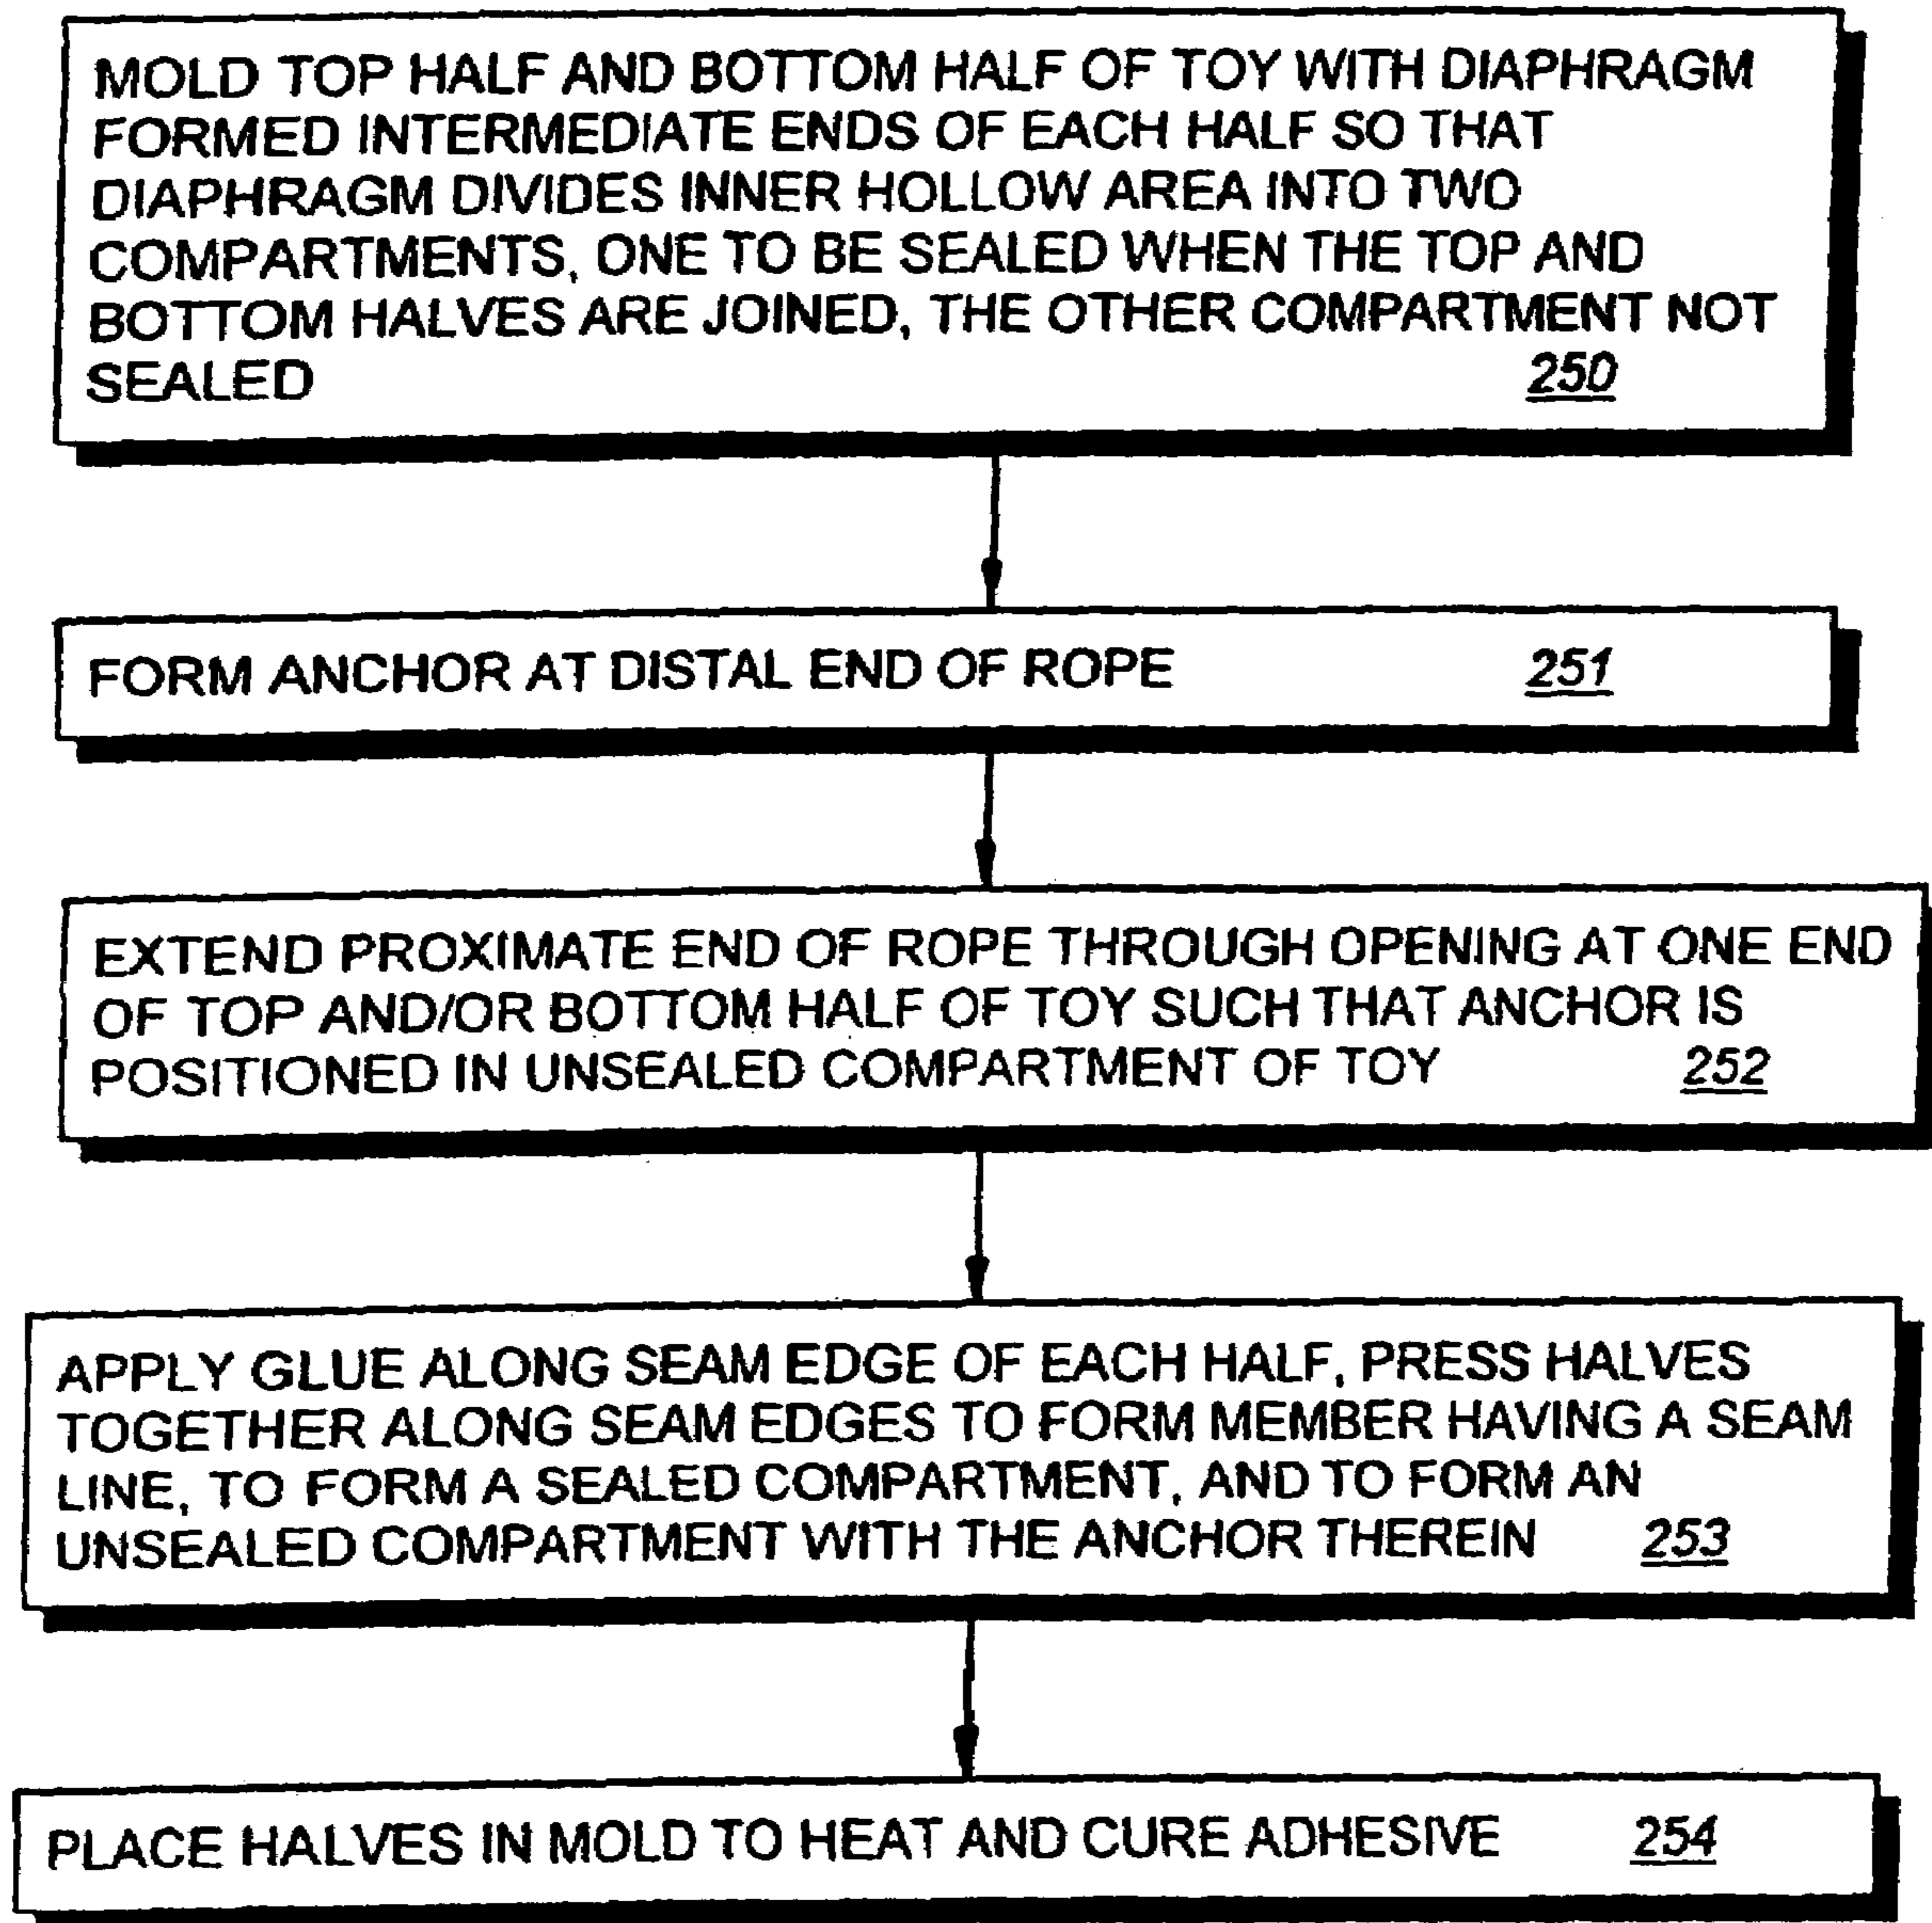 MOLD TOP HALF AND BOTTOM HALF OF TOY WITH DIAPHRAGM
FORMED INTERMEDIATE ENDS OF EACH HALF SO THAT
DIAPHRAGM DIVIDES INNER HOLLOW AREA INTO TWO
COMPARTMENTS, ONE TO BE SEALED WHEN THE TOP AND
BOTTOM HALVES ARE JOINED, THE OTHER COMPARTMENT NOT
SEALED 250
FORM ANCHOR AT DISTAL END OF ROPE 251
EXTEND PROXIMATE END OF ROPE THROUGH OPENING AT ONE END
OF TOP AND/OR BOTTOM HALF OF TOY SUCH THAT ANCHOR IS
POSITIONED IN UNSEALED COMPARTMENT OF TOY 252
APPLY GLUE ALONG SEAM EDGE OF EACH HALF, PRESS HALVES
TOGETHER ALONG SEAM EDGES TO FORM MEMBER HAVING A SEAM
LINE, TO FORM A SEALED COMPARTMENT, AND TO FORM AN
UNSEALED COMPARTMENT WITH THE ANCHOR THEREIN 253
PLACE HALVES IN MOLD TO HEAT AND CURE ADHESIVE 254